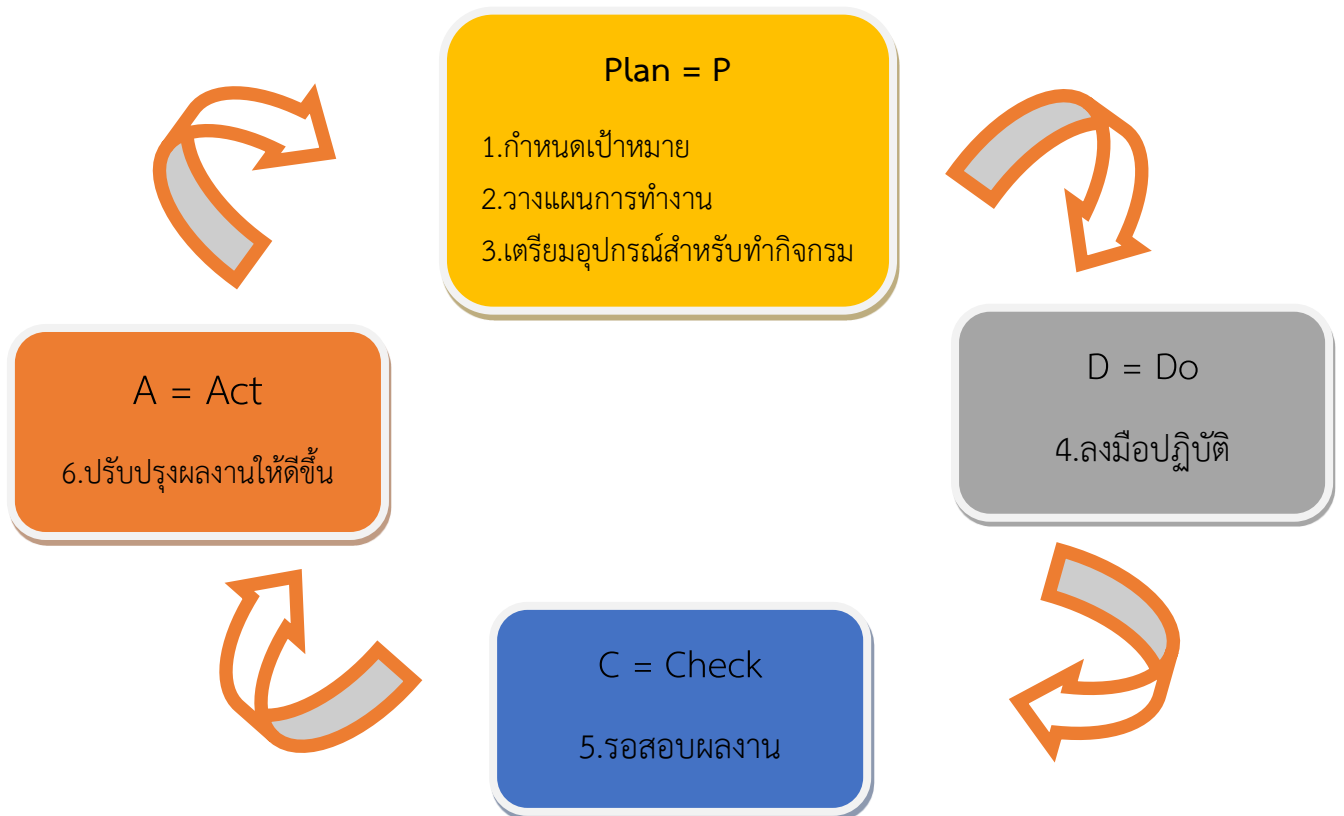 Plan = P
1.กำหนดเป้าหมาย
2.วางแผนการทำงาน
3.เตรียมอุปกรณ์สำหรับทำกิจกรม
D = Do
4.ลงมือปฏิบัติ
C = Check
5.รอสอบผลงาน
A = Act
6.ปรับปรุงผลงานให้ดีขึ้น